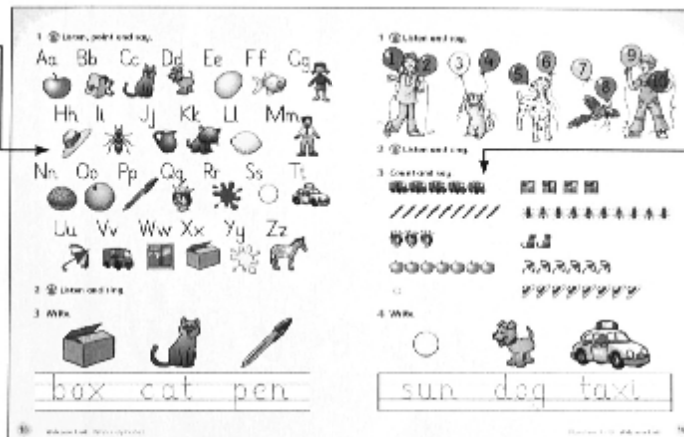 1 Listen, point and say.
Aa Bb Cc Dd Ee Ff Gg
Hh Ii Jj Kk Ll Mm
Nn Oo Pp Qq Rr Ss Tt
Uu Vv Ww Xx Yy Zz
2 Listen and sing.
3 Write.
box cat pen
1 Listen and say.
1 2 3 4 5 6 7 8 9
2 Listen and sing.
3 Count and say.
4 Write.
sun dog taxi